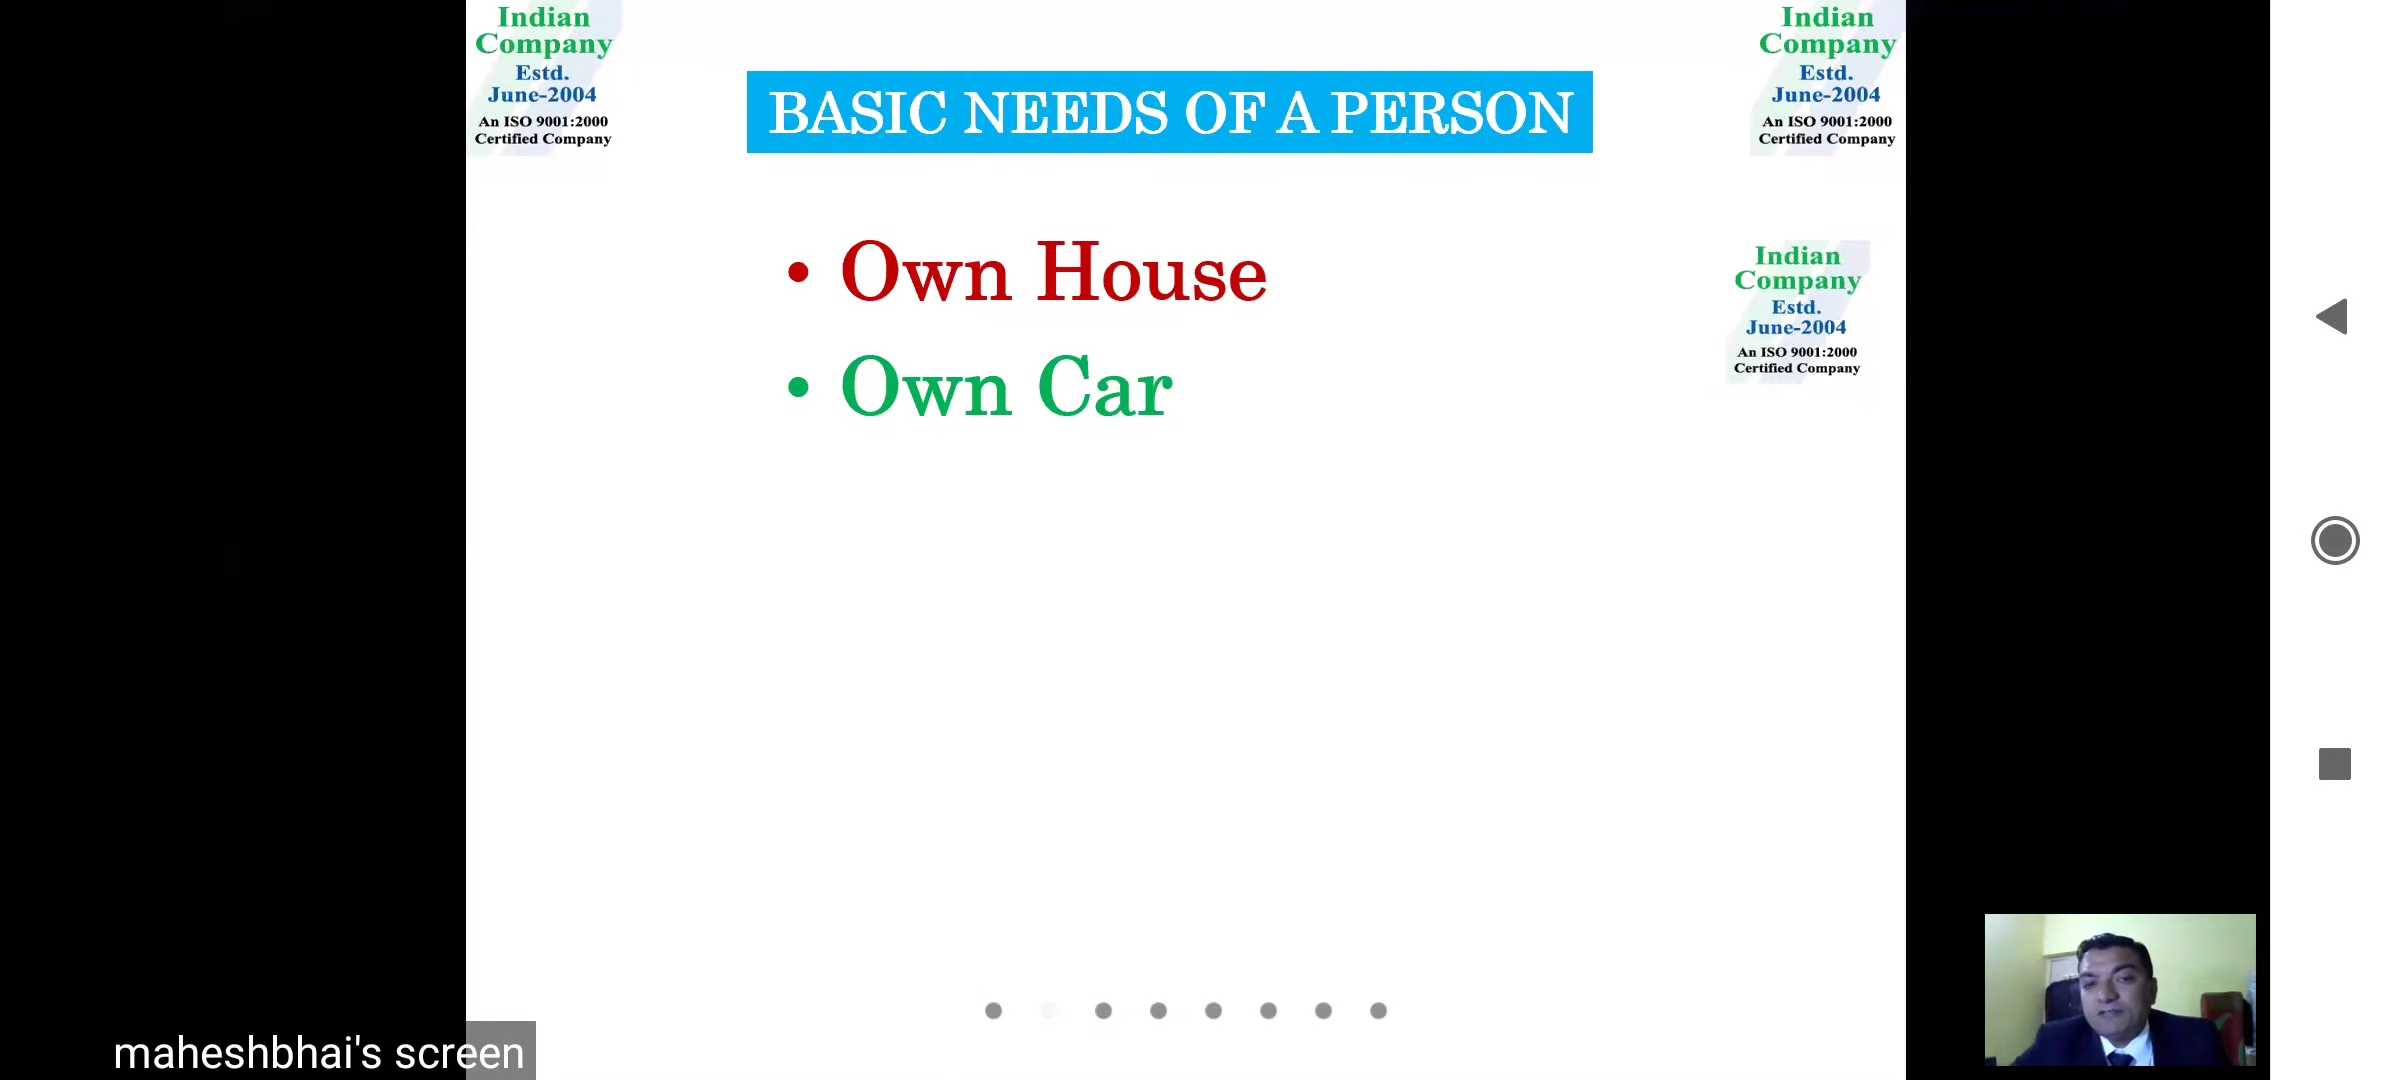 Indian
Company
Estd.
June-2004
An ISO 9001:2000
Certified Company
BASIC NEEDS OF A PERSON
Indian
Company
Estd.
June-2004
An ISO 9001:2000
Certified Company
• Own House
• Own Car
Indian
Company
Estd.
June-2004
An ISO 9001:2000
Certified Company
maheshbhai's screen